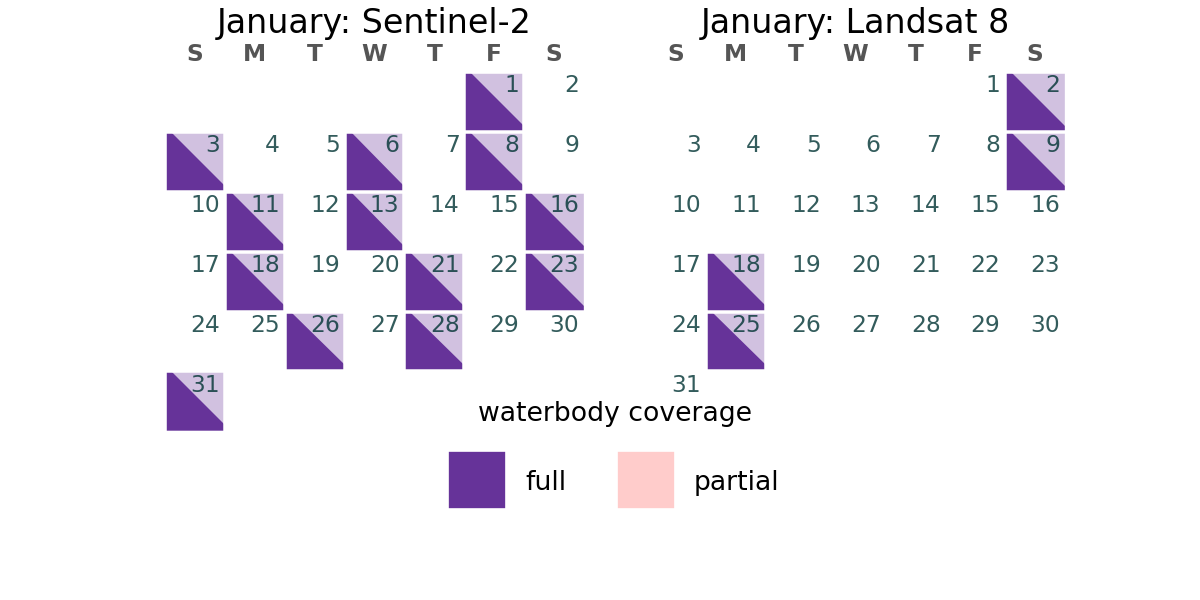 January: Sentinel-2
S M T W T F S
1 2
3 4 5 6 7 8 9
10 11 12 13 14 15 16
17 18 19 20 21 22 23
24 25 26 27 28 29 30
31
January: Landsat 8
S M T W T F S
1 2
3 4 5 6 7 8 9
10 11 12 13 14 15 16
17 18 19 20 21 22 23
24 25 26 27 28 29 30
31
waterbody coverage
full partial